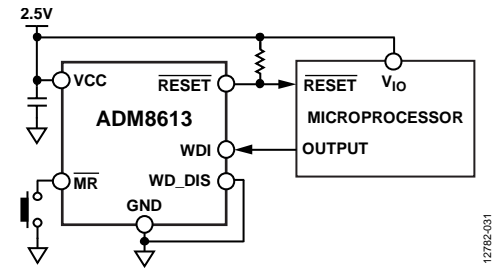 2.5V
VCC
RESET
RESET
VIO
ADM8613
MICROPROCESSOR
WDI
OUTPUT
MR
WD_DIS
GND
12782-031